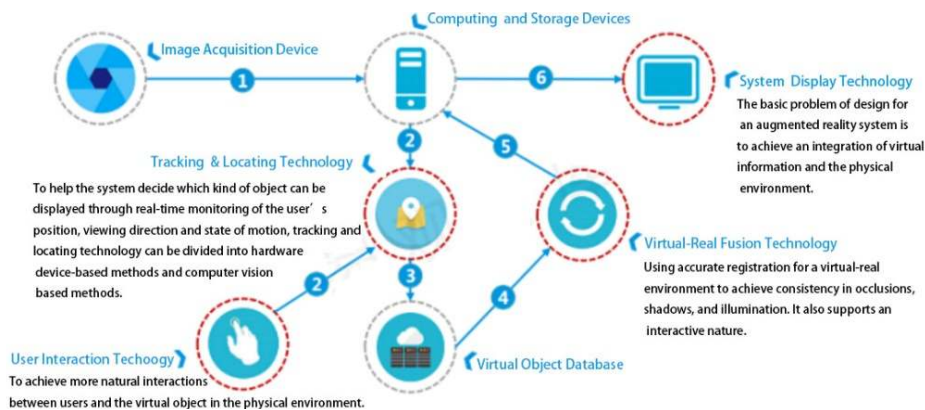 Computing and Storage Devices
Image Acquisition Device
1
6
System Display Technology
The basic problem of design for
an augmented reality system is
to achieve an integration of virtual
information and the physical
environment.
2
5
Tracking & Locating Technology
To help the system decide which kind of object can be
displayed through real-time monitoring of the user's
position, viewing direction and state of motion, tracking and
locating technology can be divided into hardware
device-based methods and computer vision
based methods.
Virtual-Real Fusion Technology
Using accurate registration for a virtual-real
environment to achieve consistency in occlusions,
shadows, and illumination. It also supports an
interactive nature.
2
3
4
User Interaction Techoogy
To achieve more natural interactions
between users and the virtual object in the physical environment.
Virtual Object Database